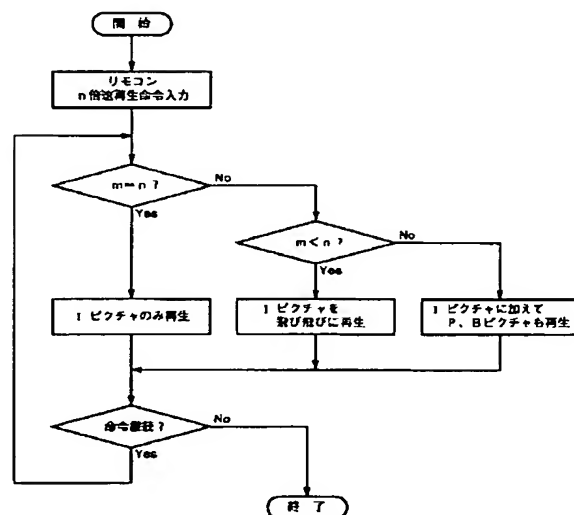 開始
リモコン
n倍速再生命令入力
m=n?
No
Yes
m<n?
No
Yes
Iピクチャのみ再生
Iピクチャを
飛び飛びに再生
Iピクチャに加えて
P、Bピクチャも再生
命令継続?
No
Yes
終了